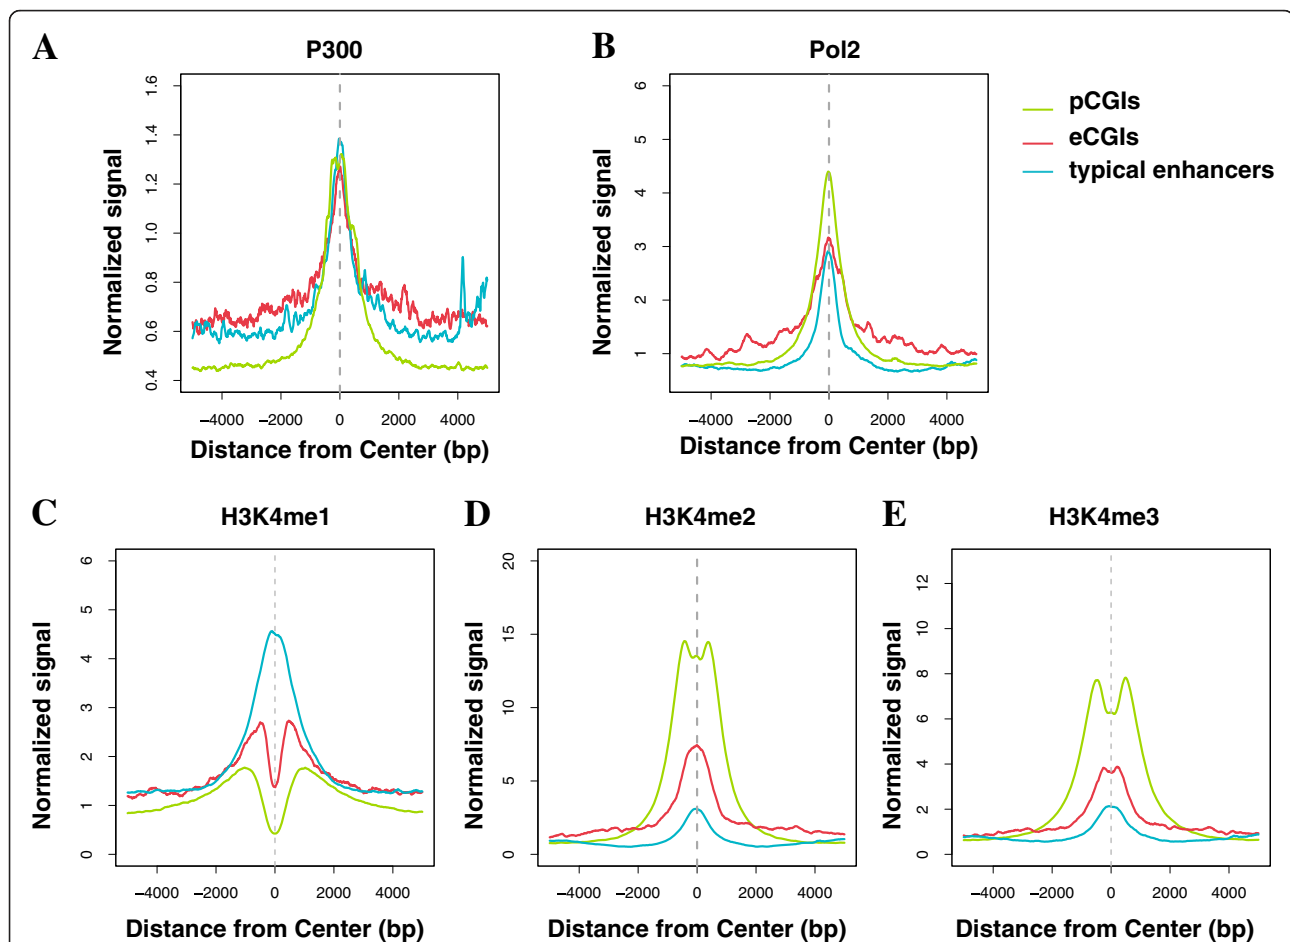 A
P300
Normalized signal
1.6
1.4
1.2
1.0
0.8
0.6
0.4
−4000 −2000 0 2000 4000
Distance from Center (bp)
B
Pol2
Normalized signal
6
5
4
3
2
1
−4000 −2000 0 2000 4000
Distance from Center (bp)
pCGIs
eCGIs
typical enhancers
C
H3K4me1
Normalized signal
6
5
4
3
2
1
0
−4000 −2000 0 2000 4000
Distance from Center (bp)
D
H3K4me2
Normalized signal
20
15
10
5
0
−4000 −2000 0 2000 4000
Distance from Center (bp)
E
H3K4me3
Normalized signal
12
10
8
6
4
2
0
−4000 −2000 0 2000 4000
Distance from Center (bp)